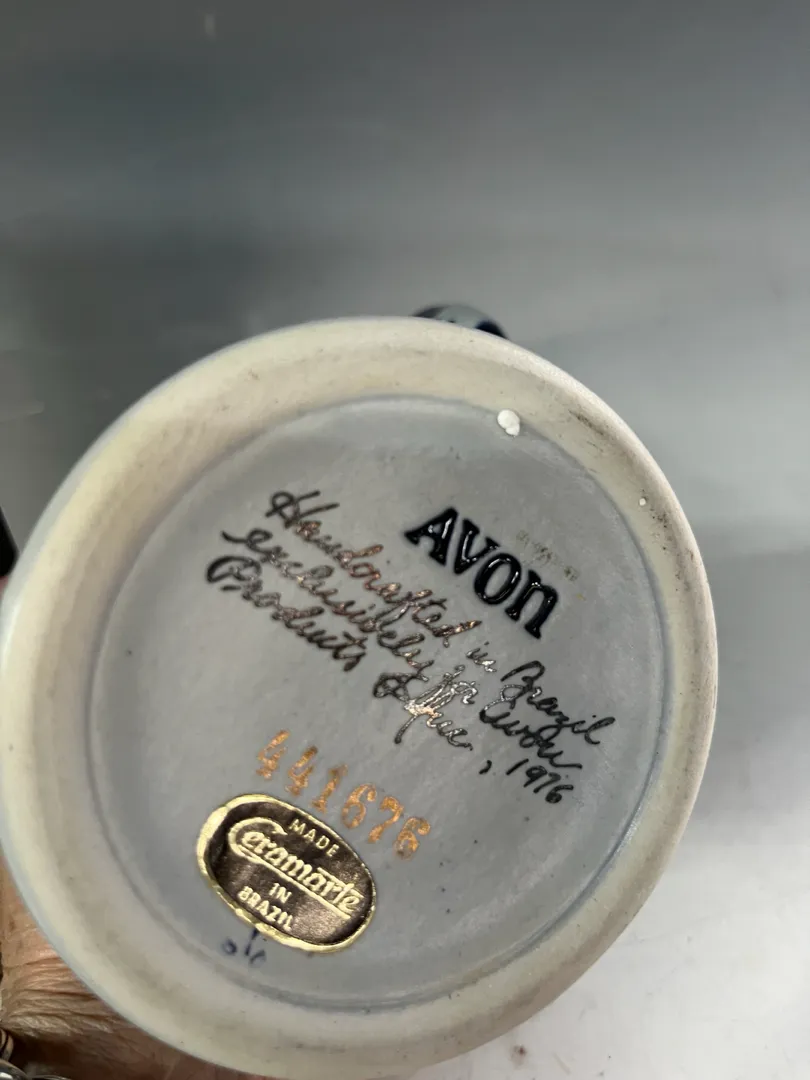 AVON
Handcrafted in Brazil
exclusively for Avon
Products Inc., 1976
441676
MADE
Ceramarte
IN
BRAZIL